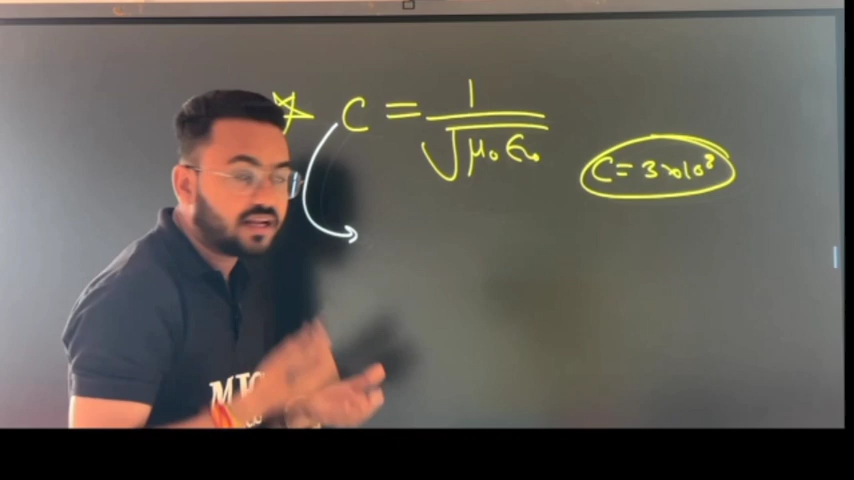 C = 1 / √μ₀ε₀
C = 3×10⁸